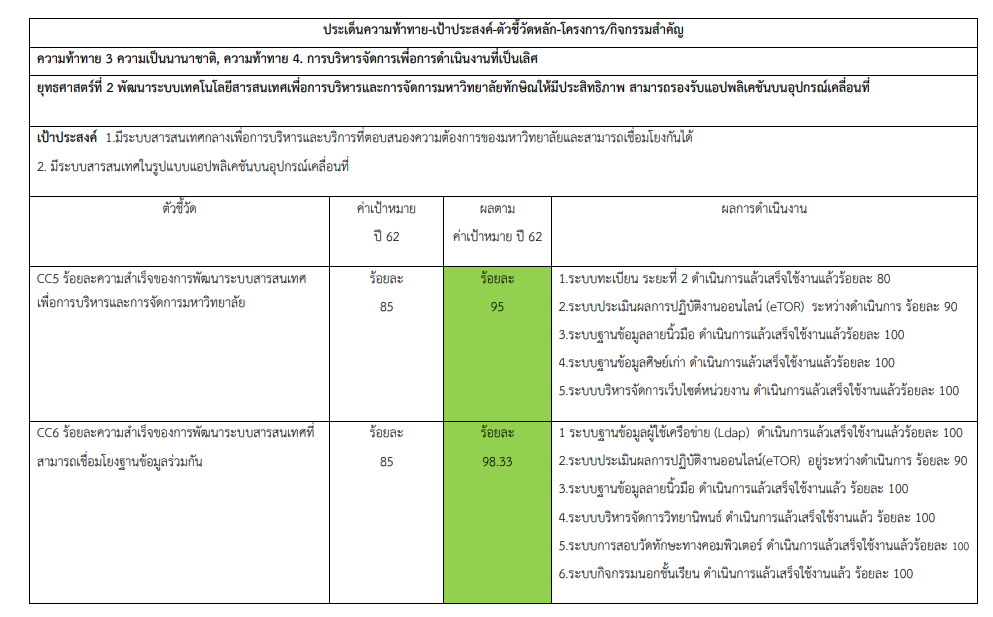 ประเด็นความท้าทาย-เป้าประสงค์-ตัวชี้วัดหลัก-โครงการ/กิจกรรมสำคัญ
ความท้าทาย 3 ความเป็นนานาชาติ, ความท้าทาย 4. การบริหารจัดการเพื่อการดำเนินงานที่เป็นเลิศ
ยุทธศาสตร์ที่ 2 พัฒนาระบบเทคโนโลยีสารสนเทศเพื่อการบริหารและการจัดการมหาวิทยาลัยทักษิณให้มีประสิทธิภาพ สามารถรองรับแอปพลิเคชันบนอุปกรณ์เคลื่อนที่
เป้าประสงค์ 1.มีระบบสารสนเทศกลางเพื่อการบริหารและบริการที่ตอบสนองความต้องการของมหาวิทยาลัยและสามารถเชื่อมโยงกันได้
2. มีระบบสารสนเทศในรูปแบบแอปพลิเคชันบนอุปกรณ์เคลื่อนที่
ตัวชี้วัด
ค่าเป้าหมาย
ปี 62
ผลตาม
ค่าเป้าหมาย ปี 62
ผลการดำเนินงาน
CC5 ร้อยละความสำเร็จของการพัฒนาระบบสารสนเทศ
เพื่อการบริหารและการจัดการมหาวิทยาลัย
ร้อยละ
85
ร้อยละ
95
1.ระบบทะเบียน ระยะที่ 2 ดำเนินการแล้วเสร็จใช้งานแล้วร้อยละ 80
2.ระบบประเมินผลการปฏิบัติงานออนไลน์ (eTOR) ระหว่างดำเนินการ ร้อยละ 90
3.ระบบฐานข้อมูลลายนิ้วมือ ดำเนินการแล้วเสร็จใช้งานแล้วร้อยละ 100
4.ระบบฐานข้อมูลศิษย์เก่า ดำเนินการแล้วเสร็จใช้งานแล้วร้อยละ 100
5.ระบบบริหารจัดการเว็บไซต์หน่วยงาน ดำเนินการแล้วเสร็จใช้งานแล้วร้อยละ 100
CC6 ร้อยละความสำเร็จของการพัฒนาระบบสารสนเทศที่
สามารถเชื่อมโยงฐานข้อมูลร่วมกัน
ร้อยละ
85
ร้อยละ
98.33
1 ระบบฐานข้อมูลผู้ใช้เครือข่าย (Ldap) ดำเนินการแล้วเสร็จใช้งานแล้วร้อยละ 100
2.ระบบประเมินผลการปฏิบัติงานออนไลน์(eTOR) อยู่ระหว่างดำเนินการ ร้อยละ 90
3.ระบบฐานข้อมูลลายนิ้วมือ ดำเนินการแล้วเสร็จใช้งานแล้ว ร้อยละ 100
4.ระบบบริหารจัดการวิทยานิพนธ์ ดำเนินการแล้วเสร็จใช้งานแล้ว ร้อยละ 100
5.ระบบการสอบวัดทักษะทางคอมพิวเตอร์ ดำเนินการแล้วเสร็จใช้งานแล้วร้อยละ 100
6.ระบบกิจกรรมนอกชั้นเรียน ดำเนินการแล้วเสร็จใช้งานแล้ว ร้อยละ 100